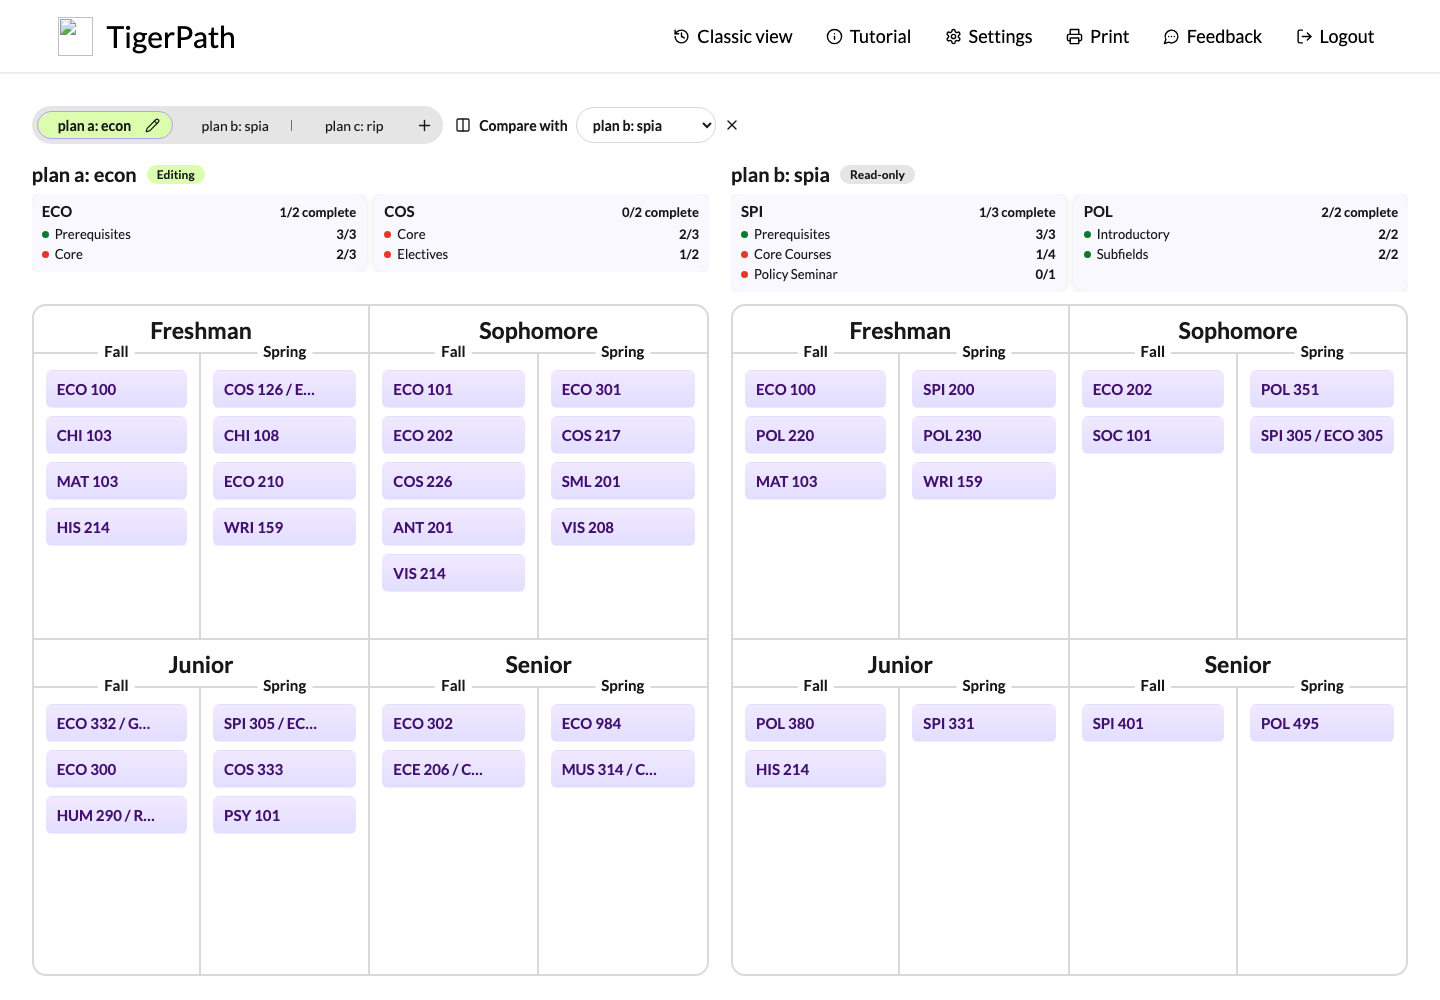 TigerPath
Classic view
Tutorial
Settings
Print
Feedback
Logout
plan a: econ
plan b: spia
plan c: rip
Compare with
plan b: spia
plan a: econ
Editing
ECO 1/2 complete
Prerequisites 3/3
Core 2/3
COS 0/2 complete
Core 2/3
Electives 1/2
Freshman
Fall
ECO 100
CHI 103
MAT 103
HIS 214
Spring
COS 126 / E...
CHI 108
ECO 210
WRI 159
Sophomore
Fall
ECO 101
ECO 202
COS 226
ANT 201
VIS 214
Spring
ECO 301
COS 217
SML 201
VIS 208
Junior
Fall
ECO 332 / G...
ECO 300
HUM 290 / R...
Spring
SPI 305 / EC...
COS 333
PSY 101
Senior
Fall
ECO 302
ECE 206 / C...
Spring
ECO 984
MUS 314 / C...
plan b: spia
Read-only
SPI 1/3 complete
Prerequisites 3/3
Core Courses 1/4
Policy Seminar 0/1
POL 2/2 complete
Introductory 2/2
Subfields 2/2
Freshman
Fall
ECO 100
POL 220
MAT 103
Spring
SPI 200
POL 230
WRI 159
Sophomore
Fall
ECO 202
SOC 101
Spring
POL 351
SPI 305 / ECO 305
Junior
Fall
POL 380
HIS 214
Spring
SPI 331
Senior
Fall
SPI 401
Spring
POL 495